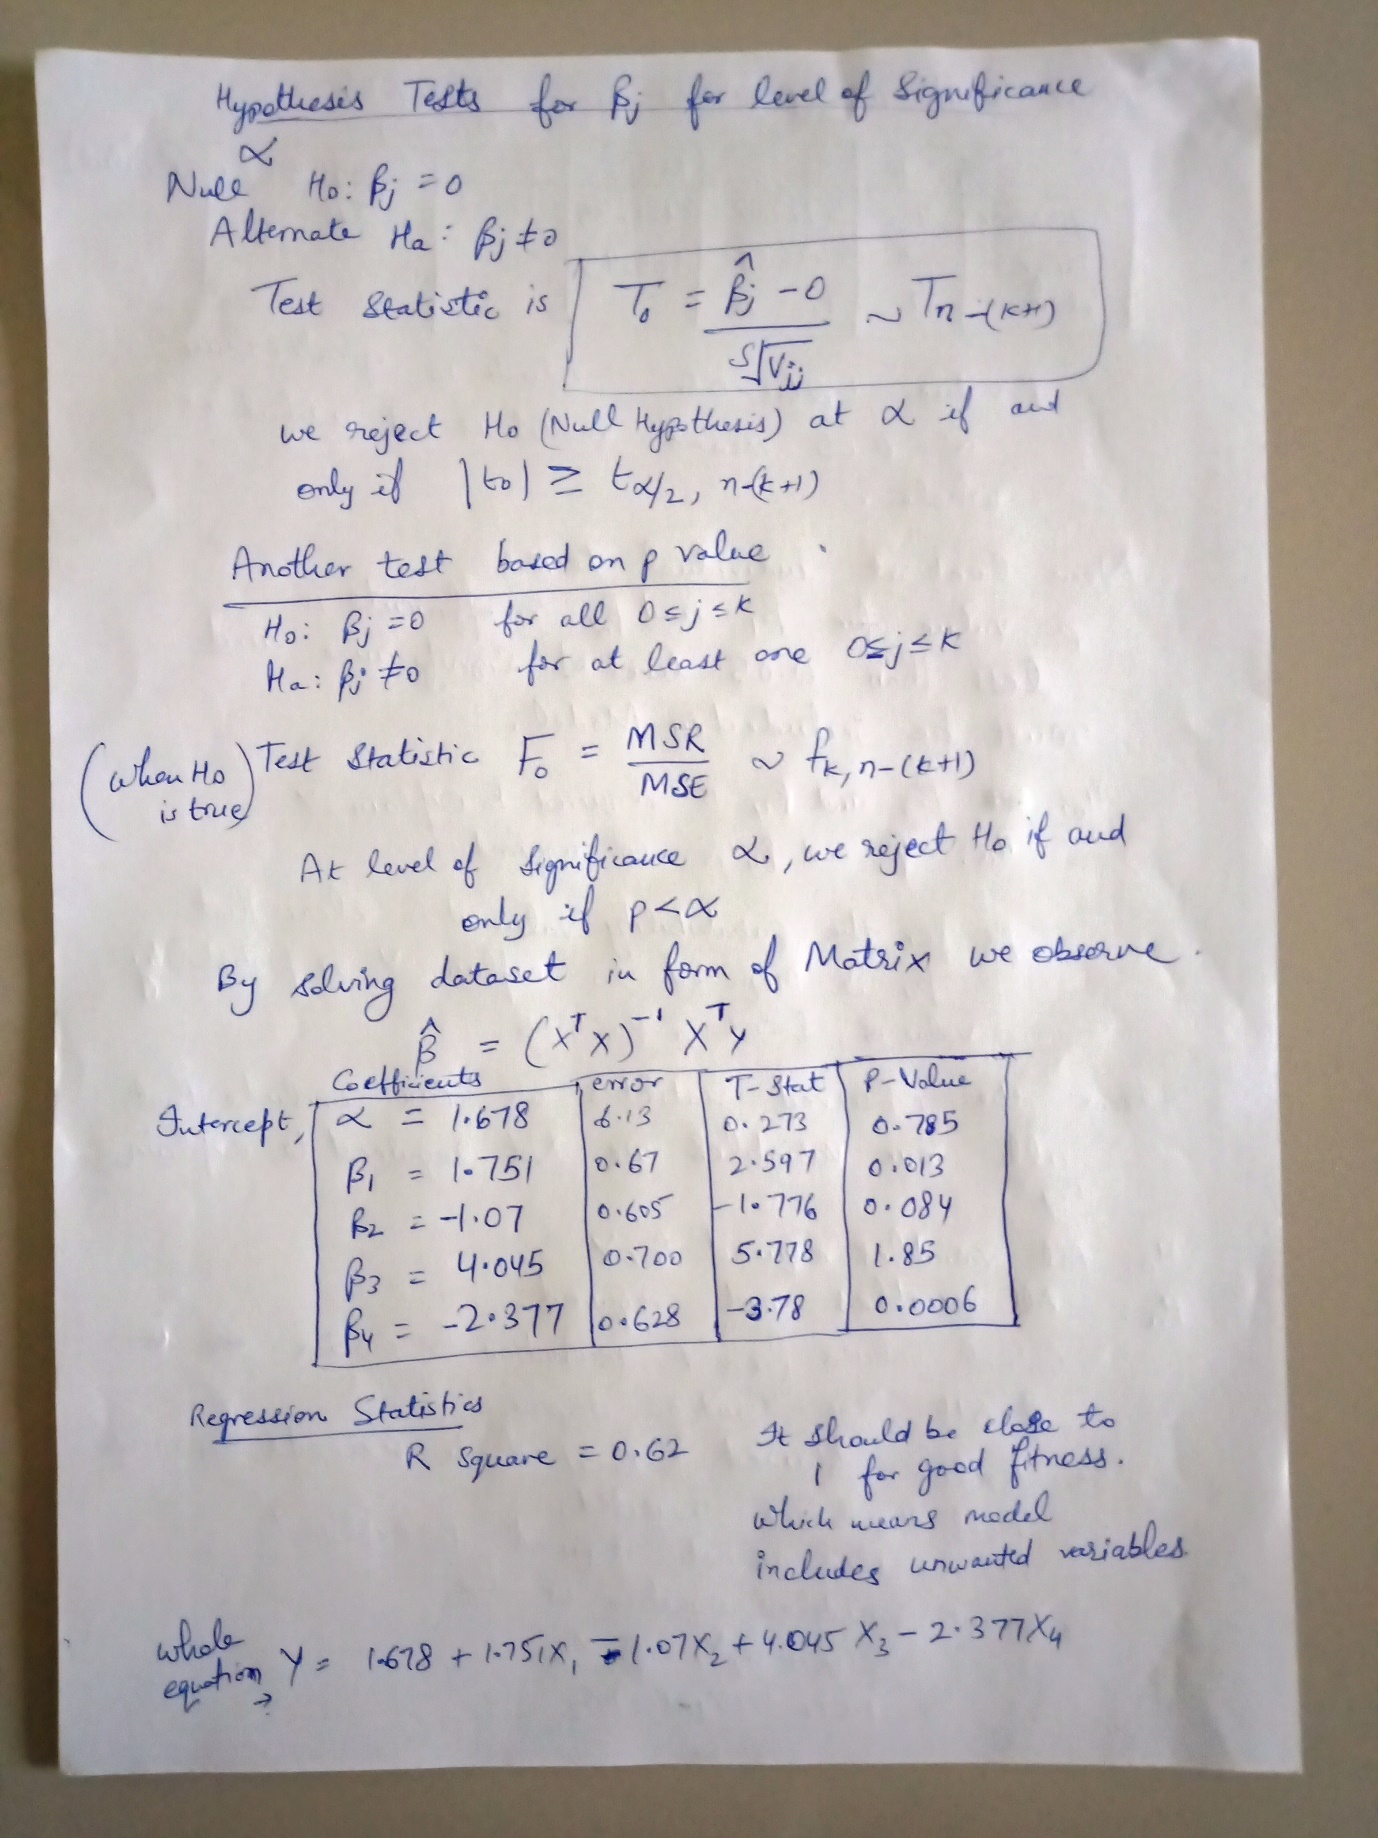 Hypothesis Tests for βj for level of Significance
α
Null H0: βj = 0
Alternate Ha: βj ≠ 0
Test Statistic is T0 = (β̂j - 0) / (S√Vjj) ~ Tn-(k+1)
we reject H0 (Null Hypothesis) at α if and
only if |t0| ≥ tα/2, n-(k+1)
Another test based on p value.
H0: βj = 0 for all 0 ≤ j ≤ k
Ha: βj ≠ 0 for at least one 0 ≤ j ≤ k
(when H0 is true) Test Statistic F0 = MSR / MSE ~ fk, n-(k+1)
At level of Significance α, we reject H0 if and
only if p < α
By solving dataset in form of Matrix we observe.
β̂ = (XᵀX)⁻¹ XᵀY
Coefficients error T-Stat P-Value
Intercept, α = 1.678 6.13 0.273 0.785
β1 = 1.751 0.67 2.597 0.013
β2 = -1.07 0.605 -1.776 0.084
β3 = 4.045 0.700 5.778 1.85
β4 = -2.377 0.628 -3.78 0.0006
Regression Statistics
R Square = 0.62
It should be close to
1 for good fitness.
which means model
includes unwanted variables.
whole equation → Y = 1.678 + 1.751X1 - 1.07X2 + 4.045 X3 - 2.377X4